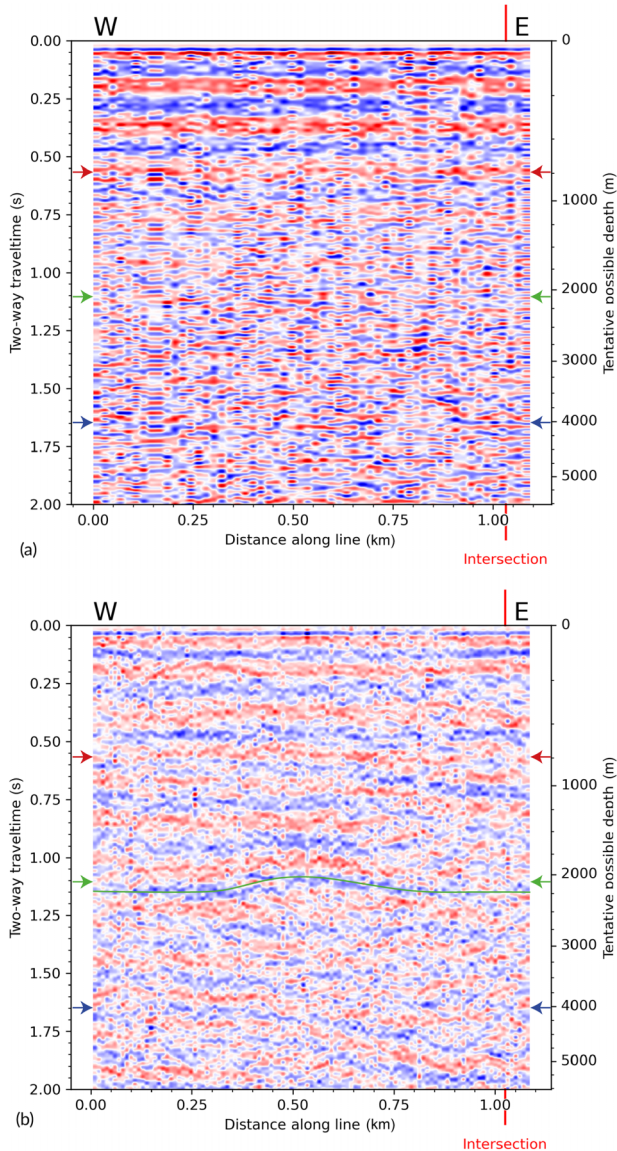 W E
0.00
0.25
0.50
0.75
1.00
1.25
1.50
1.75
2.00
Two-way traveltime (s)
0
1000
2000
3000
4000
5000
Tentative possible depth (m)
0.00 0.25 0.50 0.75 1.00
Distance along line (km)
(a)
Intersection
W E
0.00
0.25
0.50
0.75
1.00
1.25
1.50
1.75
2.00
Two-way traveltime (s)
0
1000
2000
3000
4000
5000
Tentative possible depth (m)
0.00 0.25 0.50 0.75 1.00
Distance along line (km)
(b)
Intersection